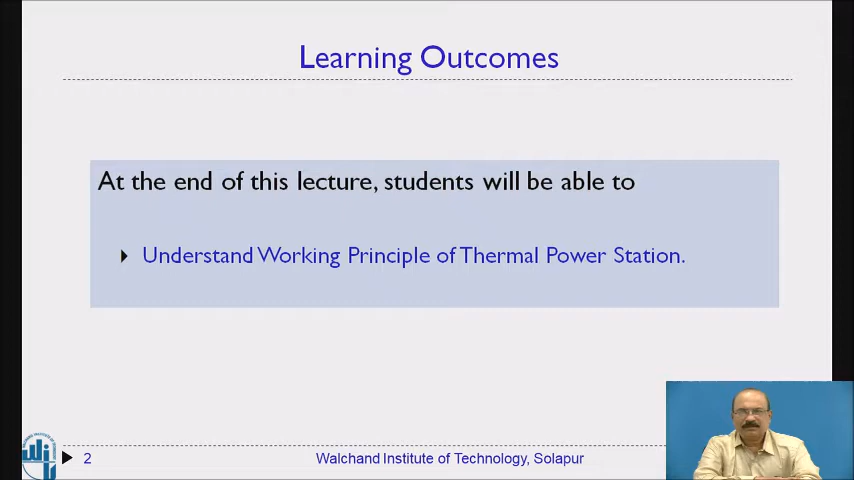 Learning Outcomes
At the end of this lecture, students will be able to
Understand Working Principle of Thermal Power Station.
2
Walchand Institute of Technology, Solapur